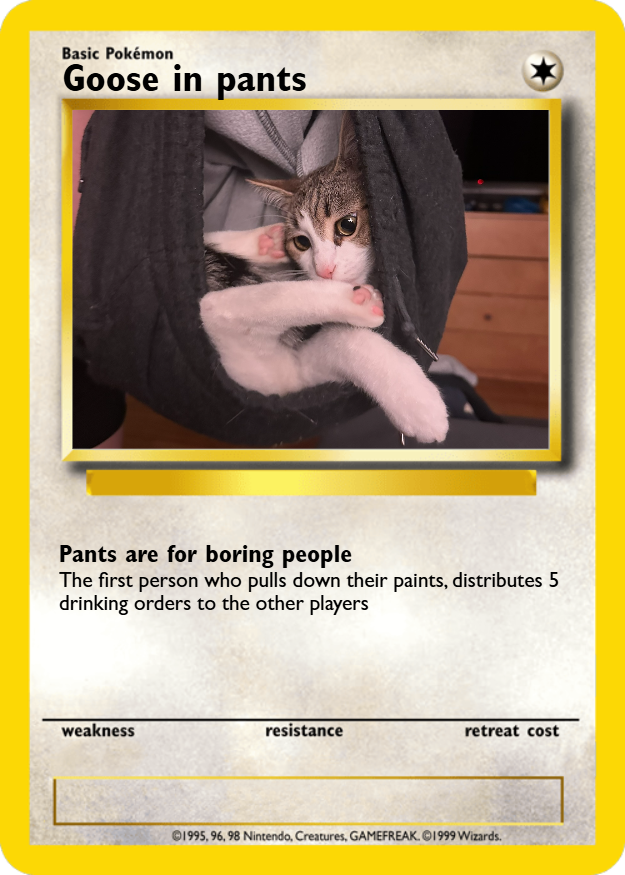 Basic Pokémon
Goose in pants
Pants are for boring people
The first person who pulls down their paints, distributes 5
drinking orders to the other players
weakness resistance retreat cost
©1995, 96, 98 Nintendo, Creatures, GAMEFREAK. ©1999 Wizards.